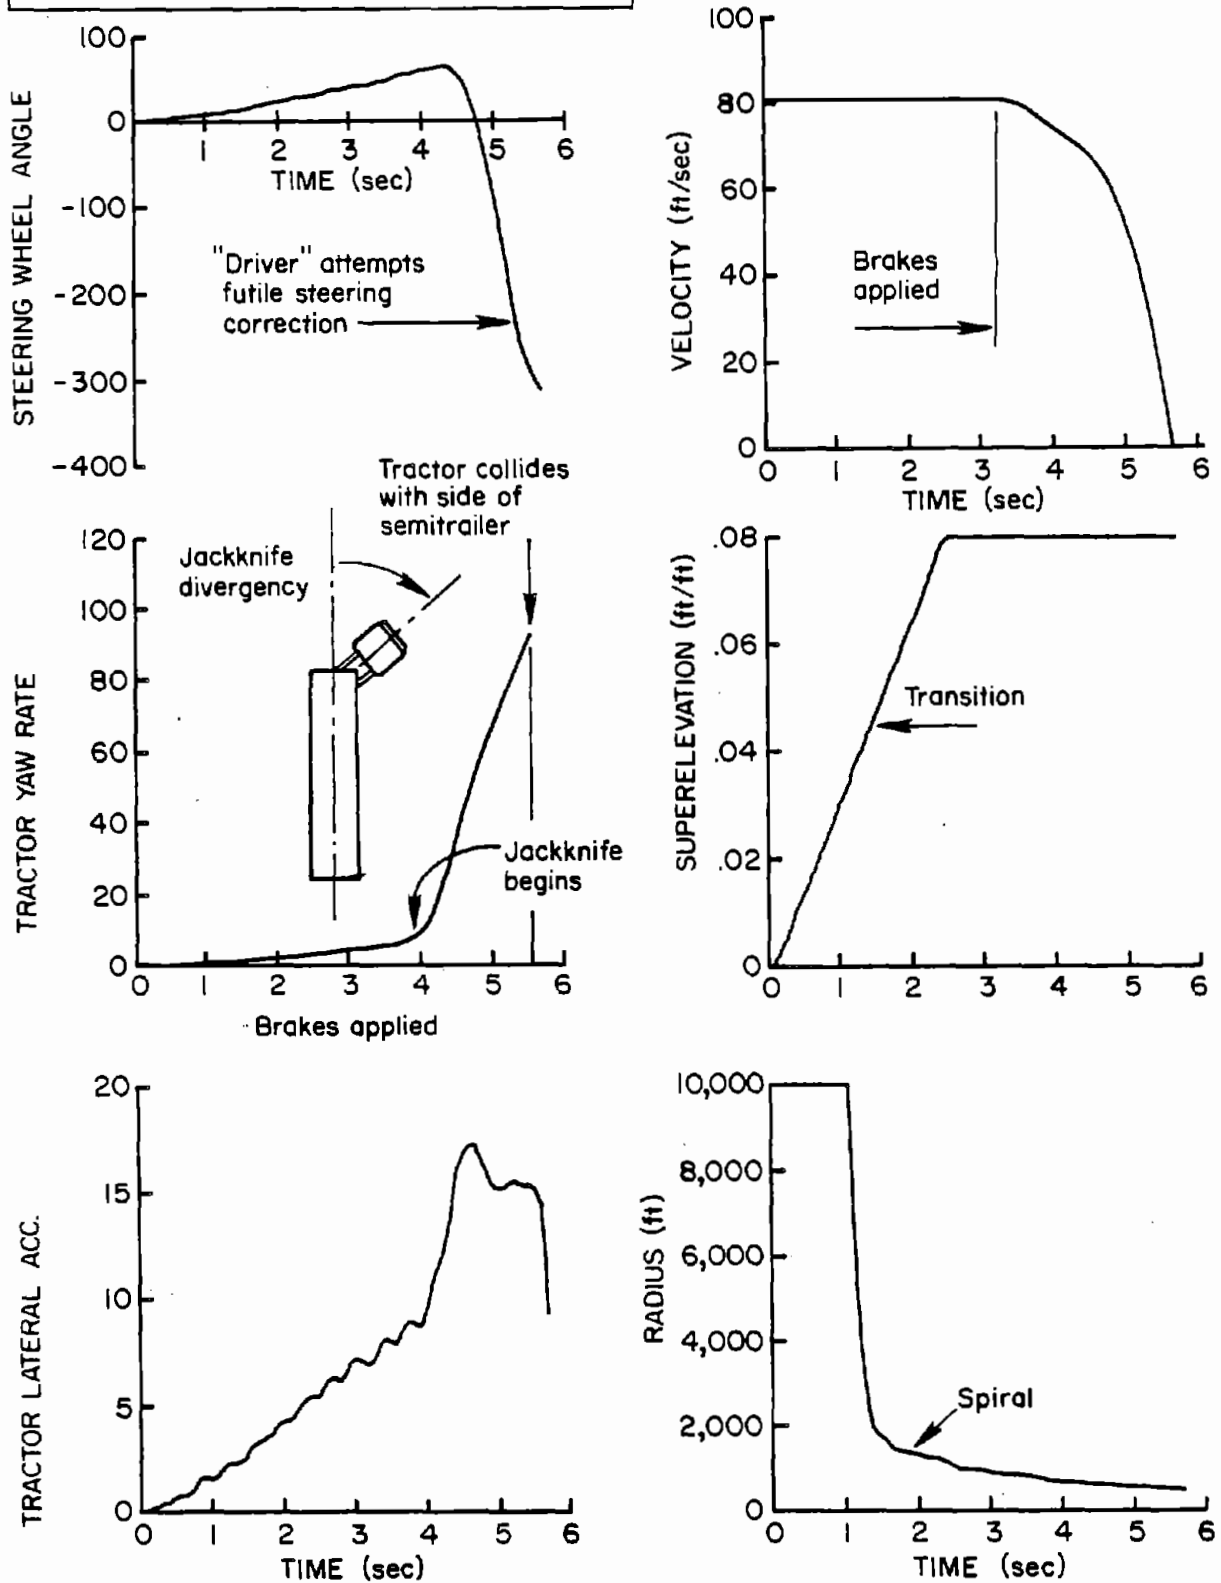 100
0
-100
-200
-300
-400
STEERING WHEEL ANGLE
1 2 3 4 5 6
TIME (sec)
"Driver" attempts
futile steering
correction
100
80
60
40
20
0
VELOCITY (ft/sec)
Brakes
applied
0 1 2 3 4 5 6
TIME (sec)
120
100
80
60
40
20
0
TRACTOR YAW RATE
Jackknife
divergency
Tractor collides
with side of
semitrailer
Jackknife
begins
0 1 2 3 4 5 6
Brakes applied
.08
.06
.04
.02
0
SUPERELEVATION (ft/ft)
Transition
0 1 2 3 4 5 6
20
15
10
5
0
TRACTOR LATERAL ACC.
0 1 2 3 4 5 6
TIME (sec)
10,000
8,000
6,000
4,000
2,000
0
RADIUS (ft)
Spiral
0 1 2 3 4 5 6
TIME (sec)